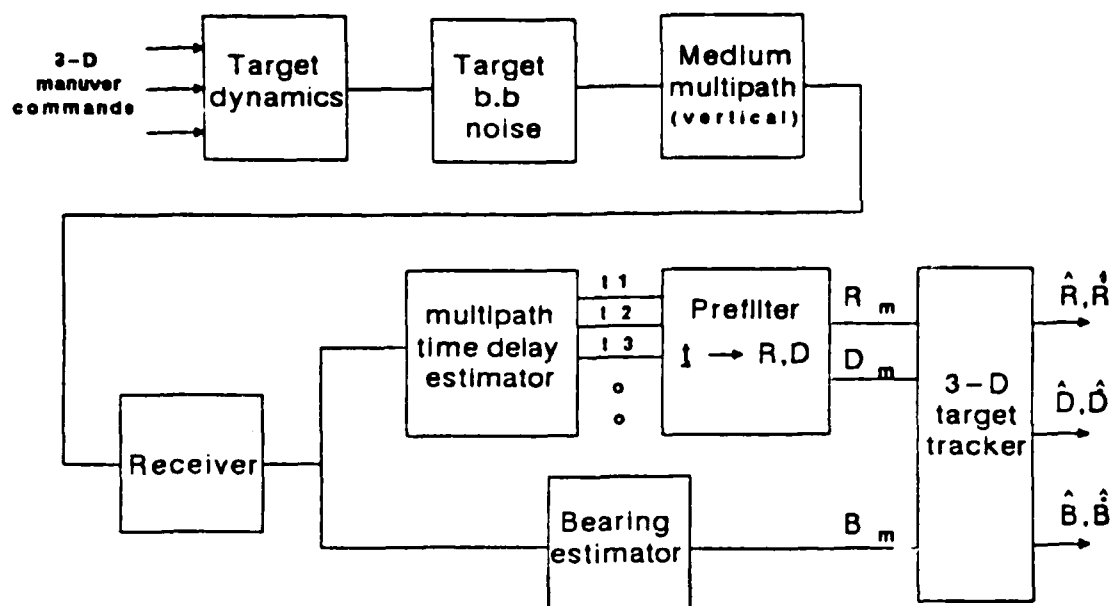 3-D
manuver
commands
Target
dynamics
Target
b.b
noise
Medium
multipath
(vertical)
multipath
time delay
estimator
t 1
t 2
t 3
Prefilter
t → R,D
R m
D m
3-D
target
tracker
R̂,Ṙ̂
D̂,Ḋ̂
B̂,Ḃ̂
Receiver
Bearing
estimator
B m